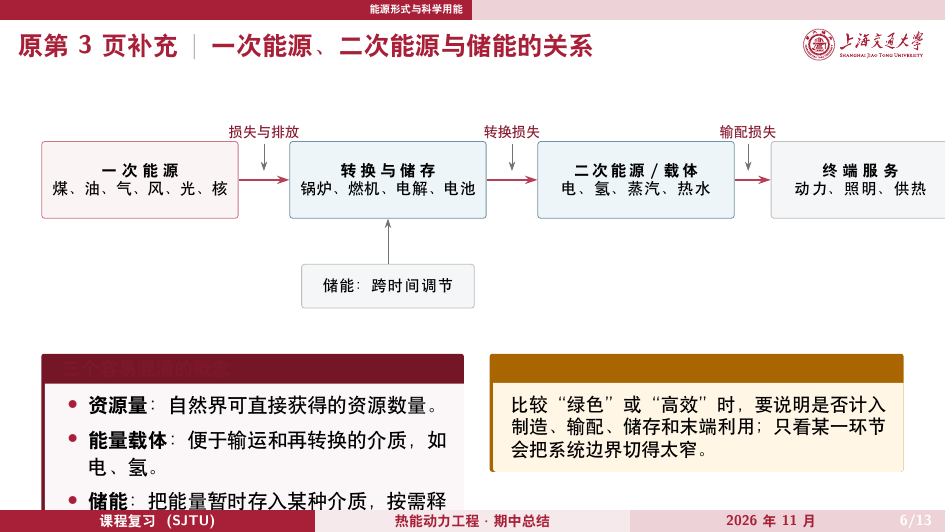 能源形式与科学用能
原第 3 页补充 | 一次能源、二次能源与储能的关系
上海交通大学
SHANGHAI JIAO TONG UNIVERSITY
损失与排放 转换损失 输配损失
一次能源 转换与储存 二次能源 / 载体 终端服务
煤、油、气、风、光、核 锅炉、燃机、电解、电池 电、氢、蒸汽、热水 动力、照明、供热
储能：跨时间调节
• 资源量：自然界可直接获得的资源数量。
• 能量载体：便于输运和再转换的介质，如
电、氢。
• 储能：把能量暂时存入某种介质，按需释
比较“绿色”或“高效”时，要说明是否计入
制造、输配、储存和末端利用；只看某一环节
会把系统边界切得太窄。
课程复习 (SJTU) 热能动力工程 · 期中总结 2026 年 11 月 6/13